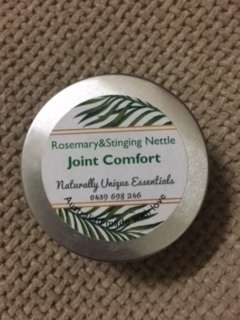 Rosemary&Stinging Nettle
Joint Comfort
Naturally Unique Essentials
0439 698 246